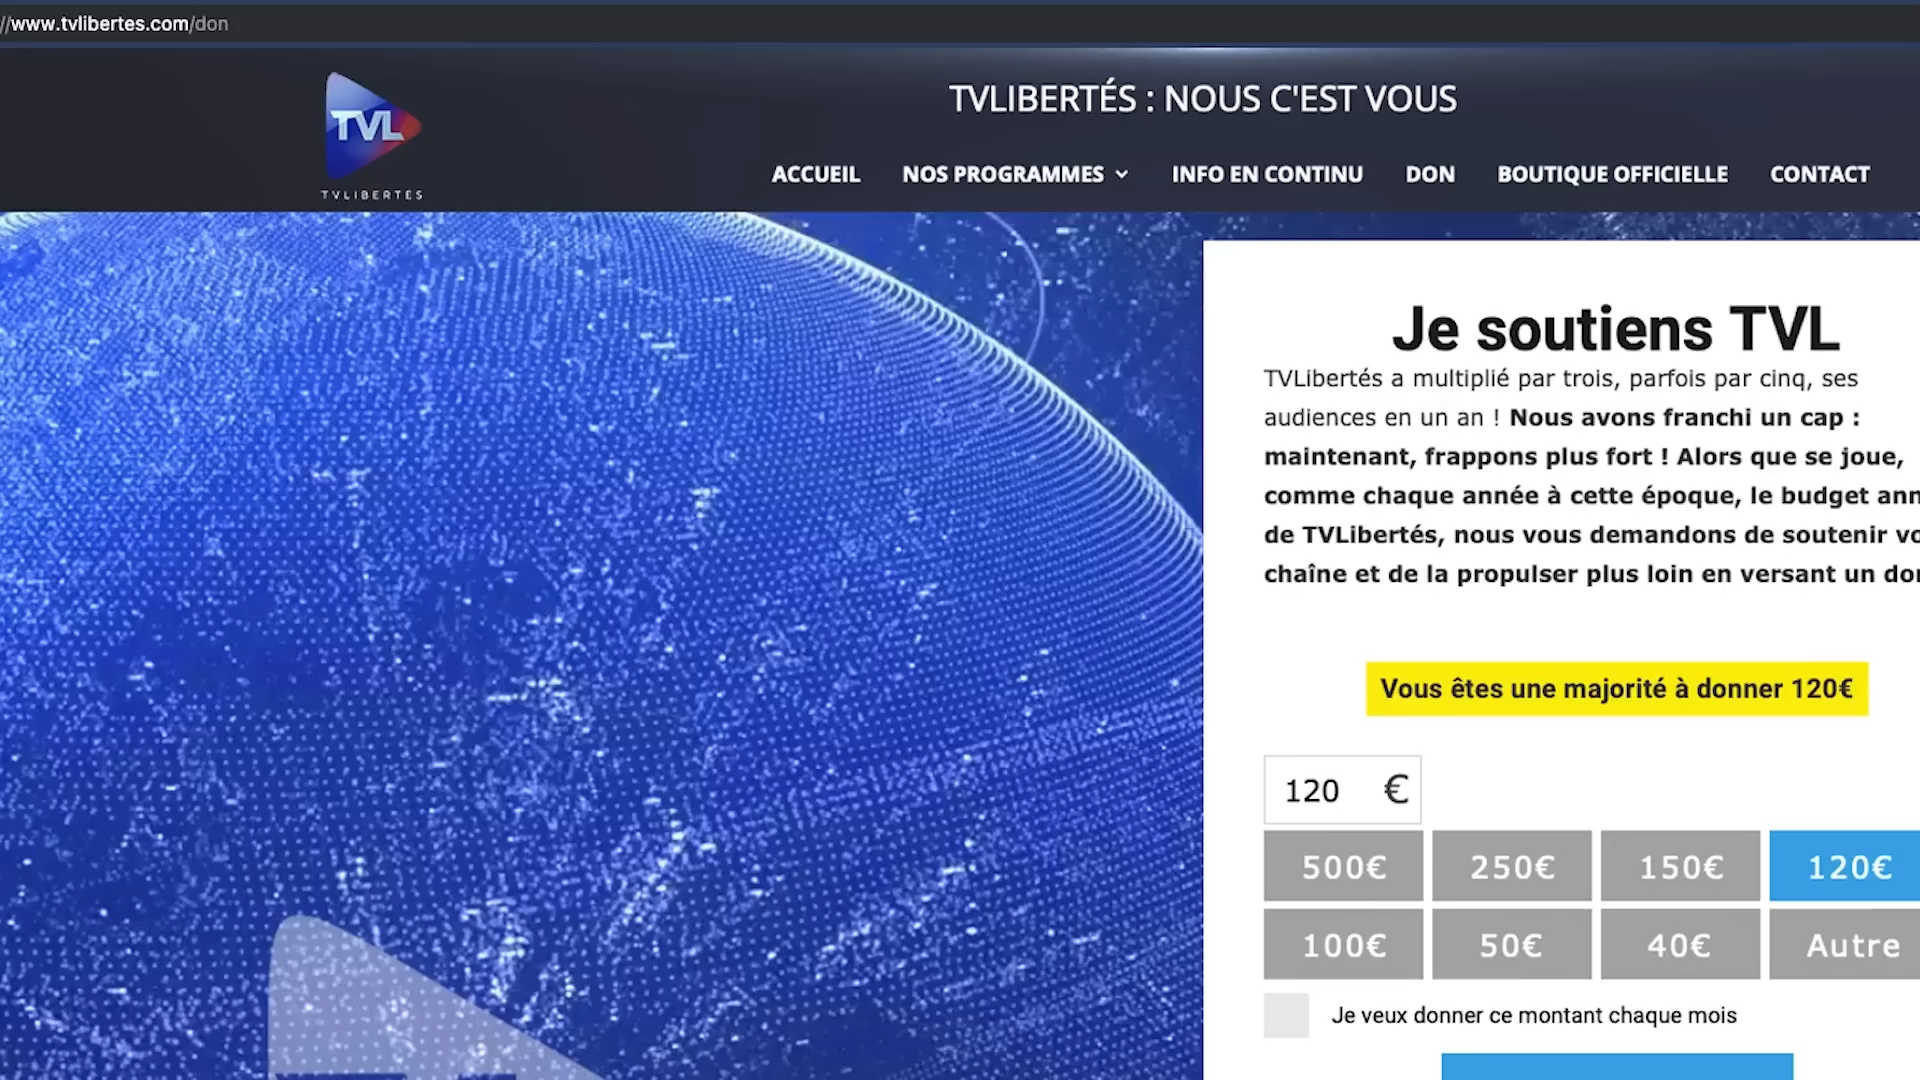 //www.tvlibertes.com/don
TVL
TVLIBERTÉS
TVLIBERTÉS : NOUS C'EST VOUS
ACCUEIL NOS PROGRAMMES INFO EN CONTINU DON BOUTIQUE OFFICIELLE CONTACT
Je soutiens TVL
TVLibertés a multiplié par trois, parfois par cinq, ses
audiences en un an ! Nous avons franchi un cap :
maintenant, frappons plus fort ! Alors que se joue,
comme chaque année à cette époque, le budget
de TVLibertés, nous vous demandons de soutenir
chaîne et de la propulser plus loin en versant un
Vous êtes une majorité à donner 120€
120 €
500€ 250€ 150€ 120€
100€ 50€ 40€ Autre
Je veux donner ce montant chaque mois